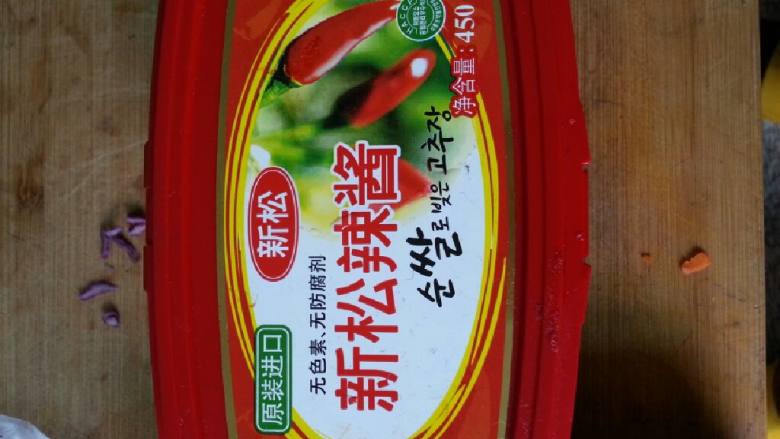 新松
原装进口
无色素、无防腐剂
新松辣酱
순쌀로 빚은 고추장
净含量:450
HACCP